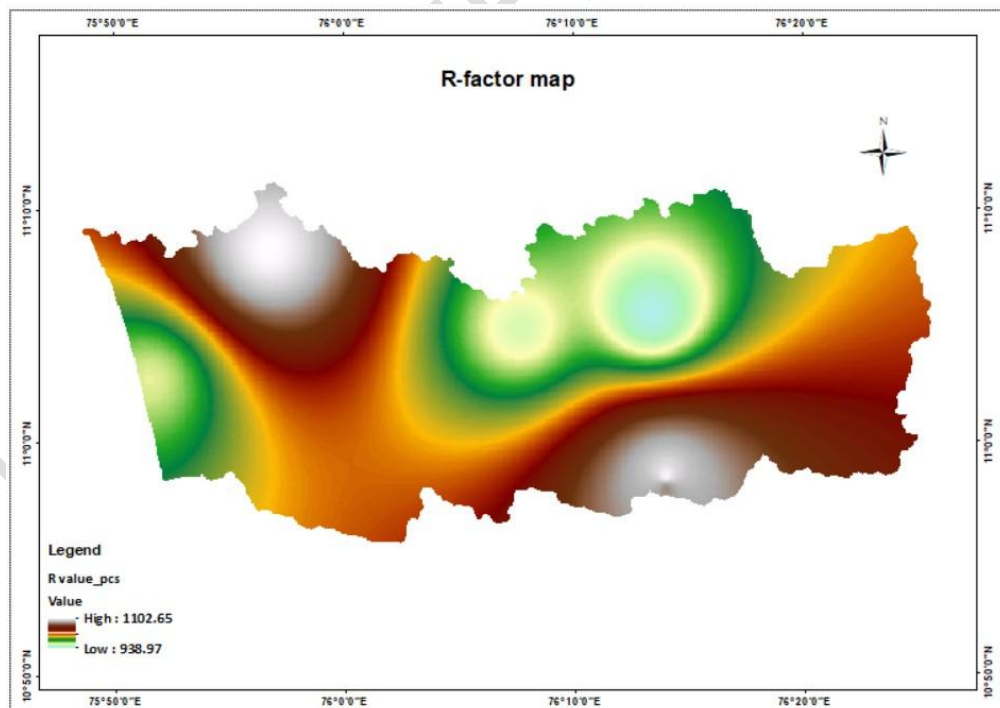 75°50'0"E 76°0'0"E 76°10'0"E 76°20'0"E
R-factor map
N
11°10'0"N 11°10'0"N
11°0'0"N 11°0'0"N
Legend
R value_pcs
Value
High : 1102.65
Low : 938.97
10°50'0"N 10°50'0"N
75°50'0"E 76°0'0"E 76°10'0"E 76°20'0"E